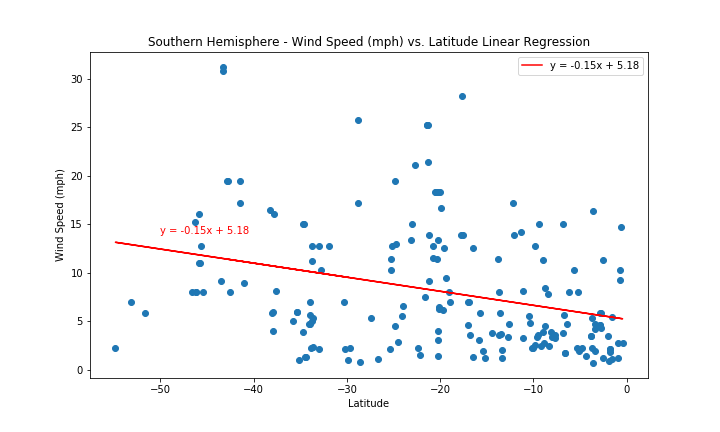 Southern Hemisphere - Wind Speed (mph) vs. Latitude Linear Regression
y = -0.15x + 5.18
30
25
20
15
10
5
0
Wind Speed (mph)
y = -0.15x + 5.18
−50
−40
−30
−20
−10
0
Latitude